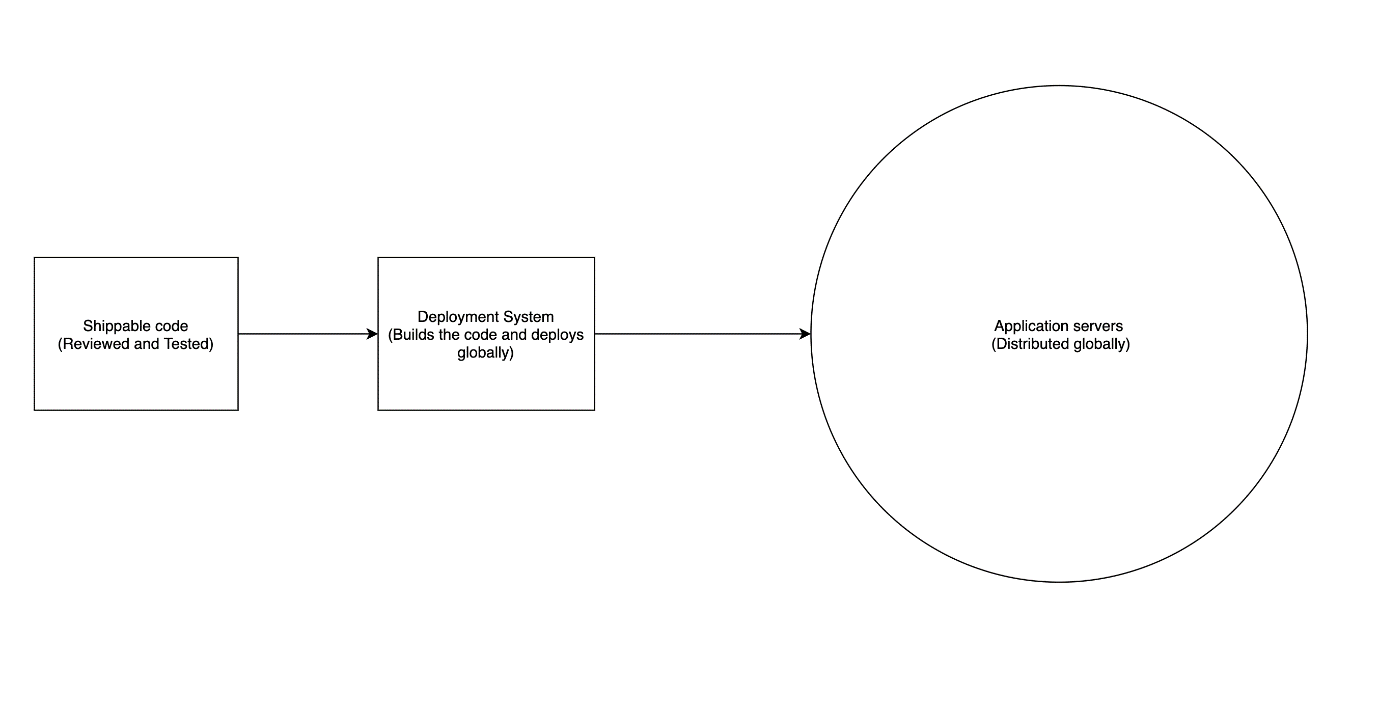 Shippable code
(Reviewed and Tested)
Deployment System
(Builds the code and deploys
globally)
Application servers
(Distributed globally)